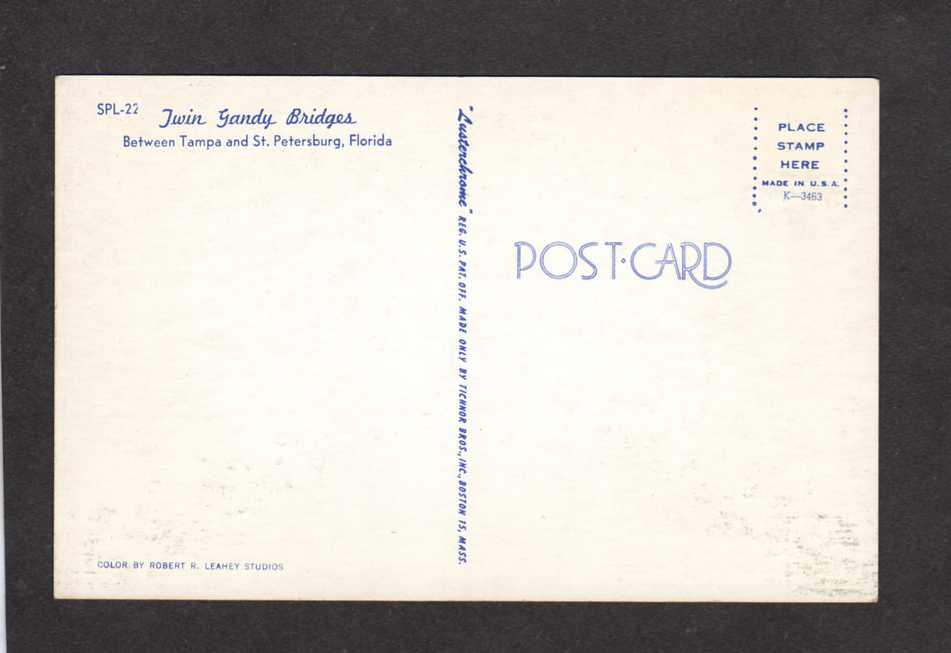 SPL-22
Twin Gandy Bridges
Between Tampa and St. Petersburg, Florida
COLOR BY ROBERT R. LEAHEY STUDIOS
"Lusterchrome" REG. U.S. PAT. OFF. MADE ONLY BY TICHNOR BROS., INC., BOSTON 15, MASS.
PLACE
STAMP
HERE
MADE IN U.S.A.
K—3463
POST·CARD